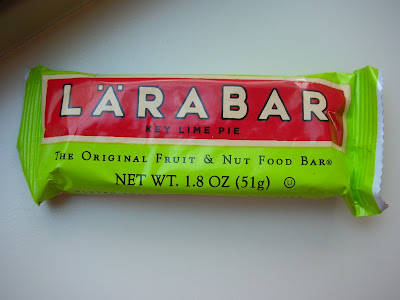 LÄRABAR
KEY LIME PIE
THE ORIGINAL FRUIT & NUT FOOD BAR®
NET WT. 1.8 OZ (51g) Ⓤ